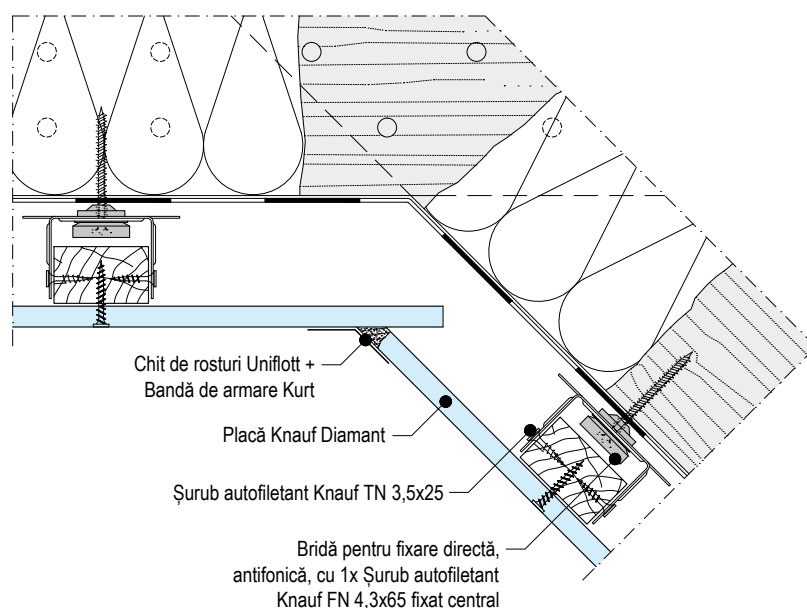 Chit de rosturi Uniflott +
Bandă de armare Kurt
Placă Knauf Diamant
Șurub autofiletant Knauf TN 3,5x25
Bridă pentru fixare directă,
antifonică, cu 1x Șurub autofiletant
Knauf FN 4,3x65 fixat central